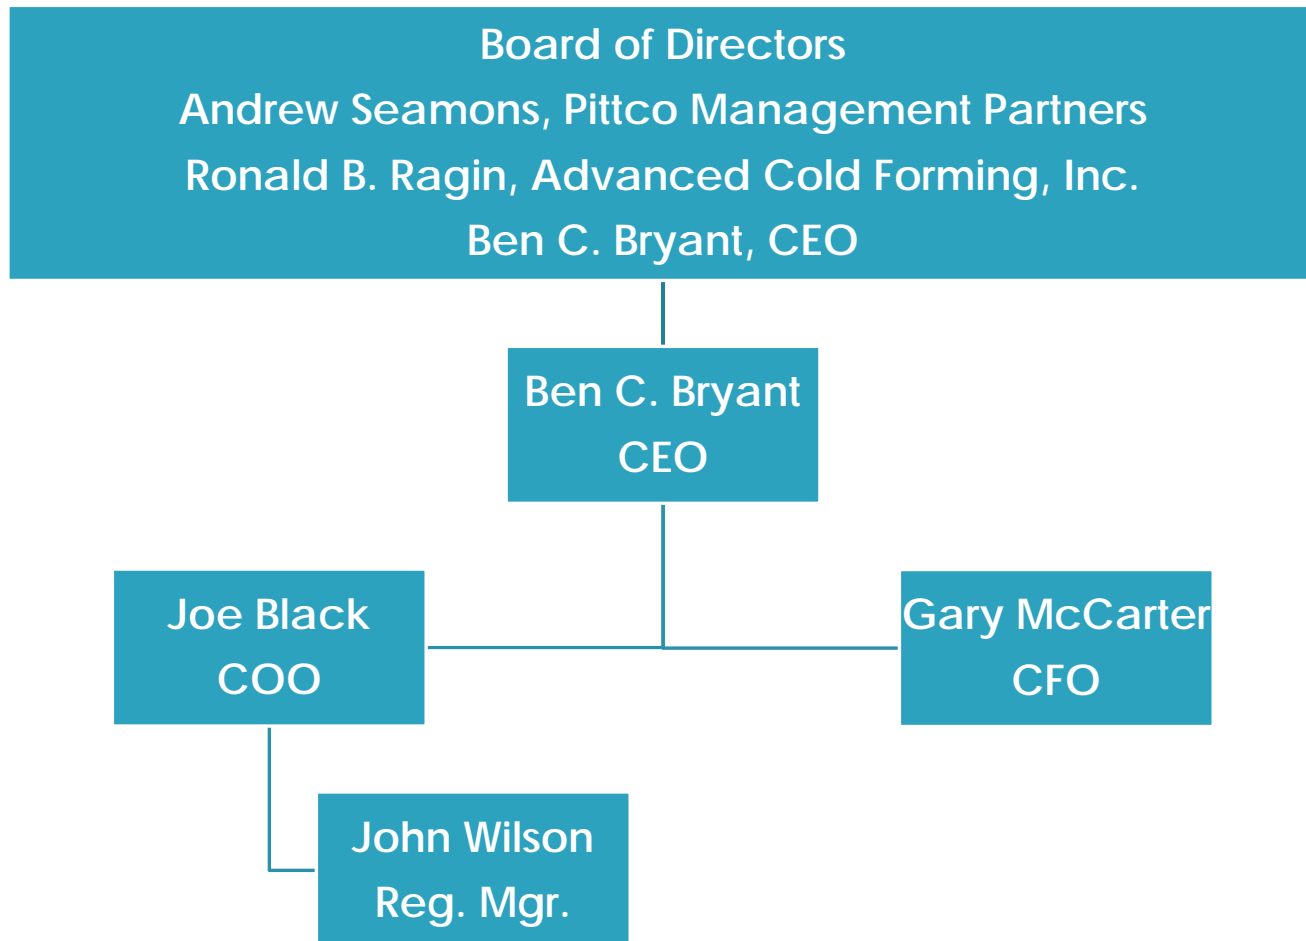 Board of Directors
Andrew Seamons, Pittco Management Partners
Ronald B. Ragin, Advanced Cold Forming, Inc.
Ben C. Bryant, CEO
Ben C. Bryant
CEO
Joe Black
COO
Gary McCarter
CFO
John Wilson
Reg. Mgr.